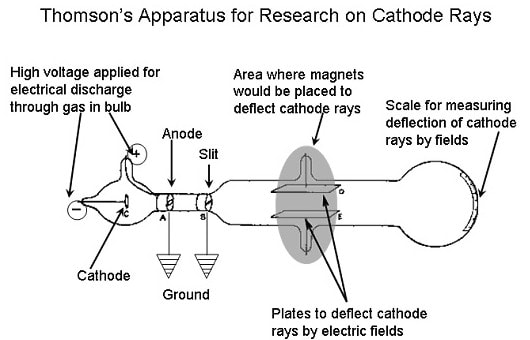 Thomson's Apparatus for Research on Cathode Rays
High voltage applied for
electrical discharge
through gas in bulb
Area where magnets
would be placed to
deflect cathode rays
Scale for measuring
deflection of cathode
rays by fields
Anode
Slit
+
−
C
A
B
D
E
Cathode
Ground
Plates to deflect cathode
rays by electric fields